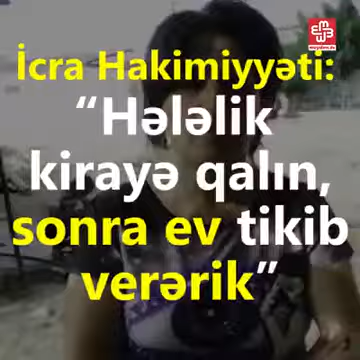 İcra Hakimiyyəti:
“Hələlik
kirayə qalın,
sonra ev tikib
verərik”